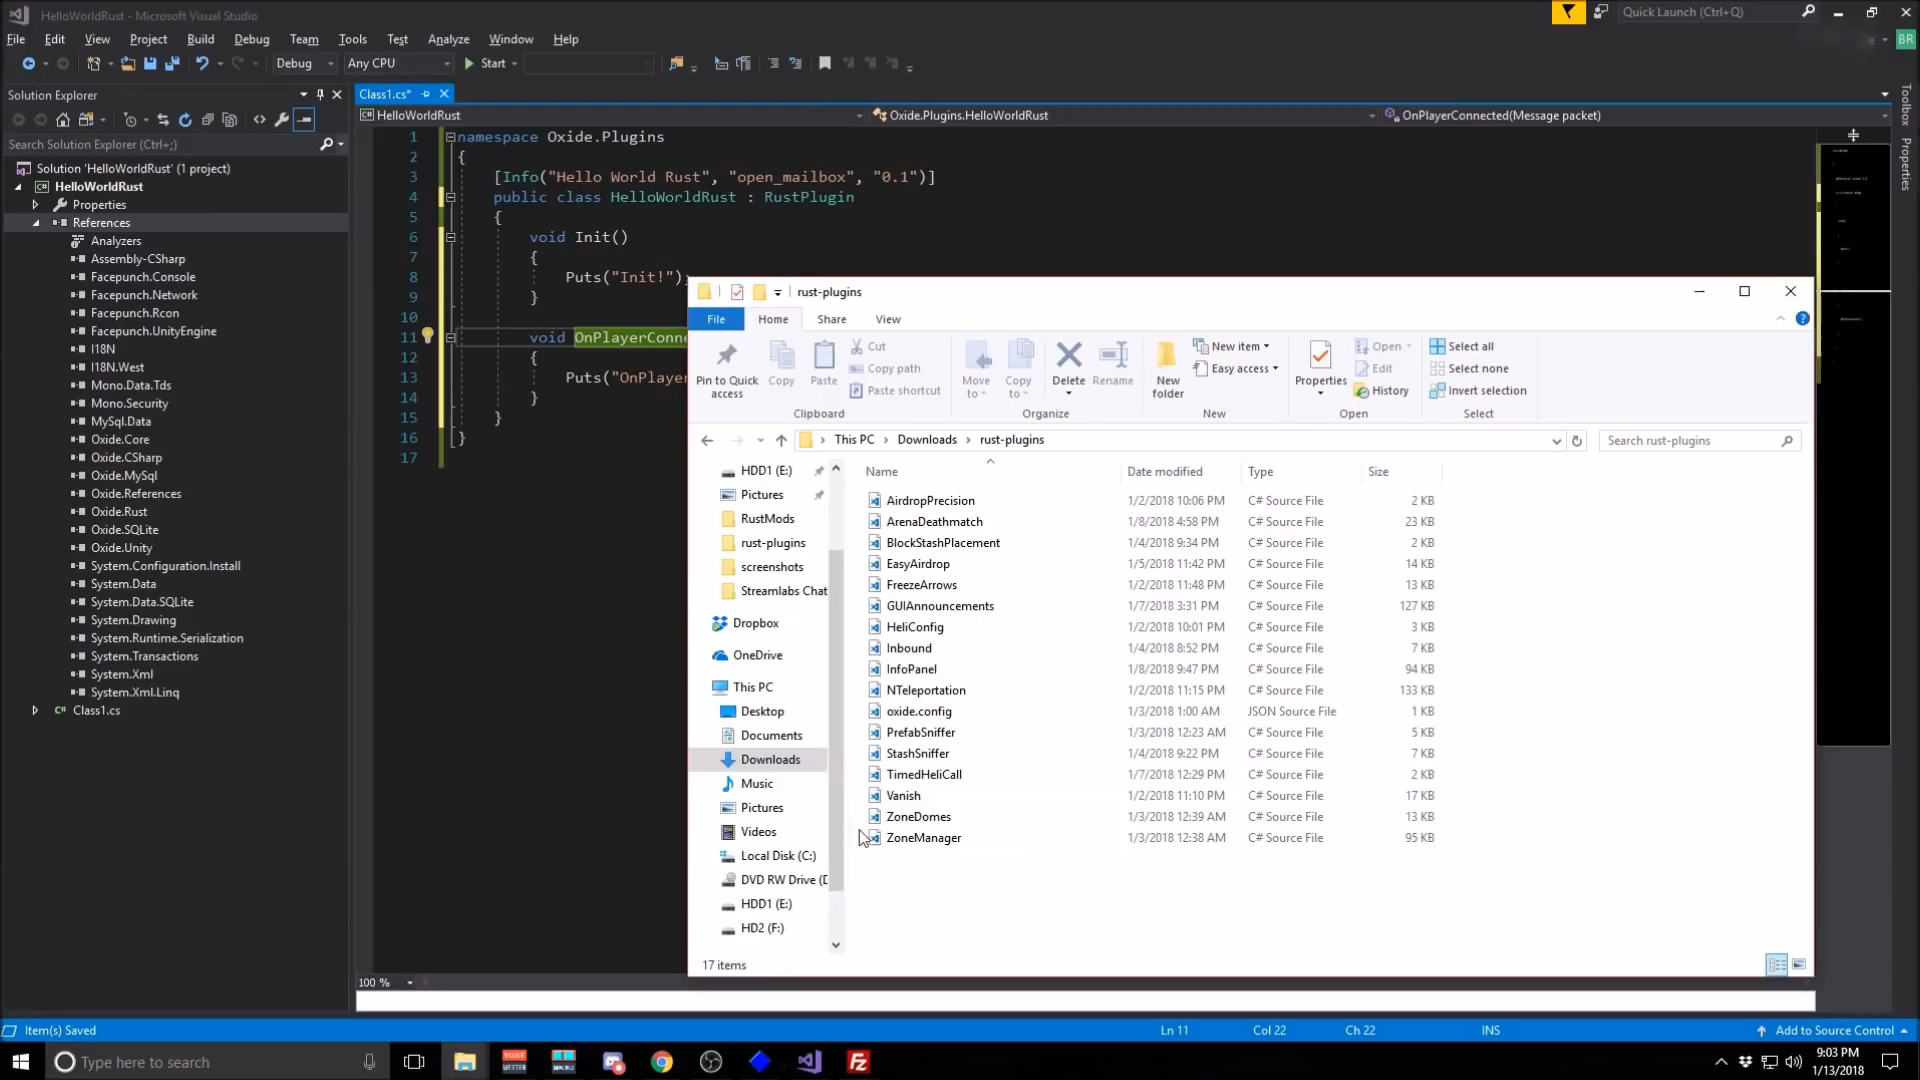 HelloWorldRust - Microsoft Visual Studio
Quick Launch (Ctrl+Q)
File Edit View Project Build Debug Team Tools Test Analyze Window Help
BR
Debug Any CPU Start
Solution Explorer
Search Solution Explorer (Ctrl+;)
Solution 'HelloWorldRust' (1 project)
HelloWorldRust
Properties
References
Analyzers
Assembly-CSharp
Facepunch.Console
Facepunch.Network
Facepunch.Rcon
Facepunch.UnityEngine
I18N
I18N.West
Mono.Data.Tds
Mono.Security
MySql.Data
Oxide.Core
Oxide.CSharp
Oxide.MySql
Oxide.References
Oxide.Rust
Oxide.SQLite
Oxide.Unity
System.Configuration.Install
System.Data
System.Data.SQLite
System.Drawing
System.Runtime.Serialization
System.Transactions
System.Xml
System.Xml.Linq
C# Class1.cs
Class1.cs*
C# HelloWorldRust Oxide.Plugins.HelloWorldRust OnPlayerConnected(Message packet)
1 namespace Oxide.Plugins
2 {
3 [Info("Hello World Rust", "open_mailbox", "0.1")]
4 public class HelloWorldRust : RustPlugin
5 {
6 void Init()
7 {
8 Puts("Init!")
9 }
10
11 void OnPlayerConne
12 {
13 Puts("OnPlayer
14 }
15 }
16 }
17
Toolbox
Properties
rust-plugins
File Home Share View
Pin to Quick access
Copy
Paste
Cut
Copy path
Paste shortcut
Clipboard
Move to
Copy to
Delete
Rename
Organize
New folder
New item
Easy access
New
Properties
Open
Edit
History
Open
Select all
Select none
Invert selection
Select
This PC > Downloads > rust-plugins
Search rust-plugins
HDD1 (E:)
Pictures
RustMods
rust-plugins
screenshots
Streamlabs Chat
Dropbox
OneDrive
This PC
Desktop
Documents
Downloads
Music
Pictures
Videos
Local Disk (C:)
DVD RW Drive (D
HDD1 (E:)
HD2 (F:)
Name Date modified Type Size
AirdropPrecision 1/2/2018 10:06 PM C# Source File 2 KB
ArenaDeathmatch 1/8/2018 4:58 PM C# Source File 23 KB
BlockStashPlacement 1/4/2018 9:34 PM C# Source File 2 KB
EasyAirdrop 1/5/2018 11:42 PM C# Source File 14 KB
FreezeArrows 1/2/2018 11:48 PM C# Source File 13 KB
GUIAnnouncements 1/7/2018 3:31 PM C# Source File 127 KB
HeliConfig 1/2/2018 10:01 PM C# Source File 3 KB
Inbound 1/4/2018 8:52 PM C# Source File 7 KB
InfoPanel 1/8/2018 9:47 PM C# Source File 94 KB
NTeleportation 1/2/2018 11:15 PM C# Source File 133 KB
oxide.config 1/3/2018 1:00 AM JSON Source File 1 KB
PrefabSniffer 1/3/2018 12:23 AM C# Source File 5 KB
StashSniffer 1/4/2018 9:22 PM C# Source File 7 KB
TimedHeliCall 1/7/2018 12:29 PM C# Source File 2 KB
Vanish 1/2/2018 11:10 PM C# Source File 17 KB
ZoneDomes 1/3/2018 12:39 AM C# Source File 13 KB
ZoneManager 1/3/2018 12:38 AM C# Source File 95 KB
17 items
100 %
Item(s) Saved Ln 11 Col 22 Ch 22 INS Add to Source Control
Type here to search
Fz
9:03 PM
1/13/2018